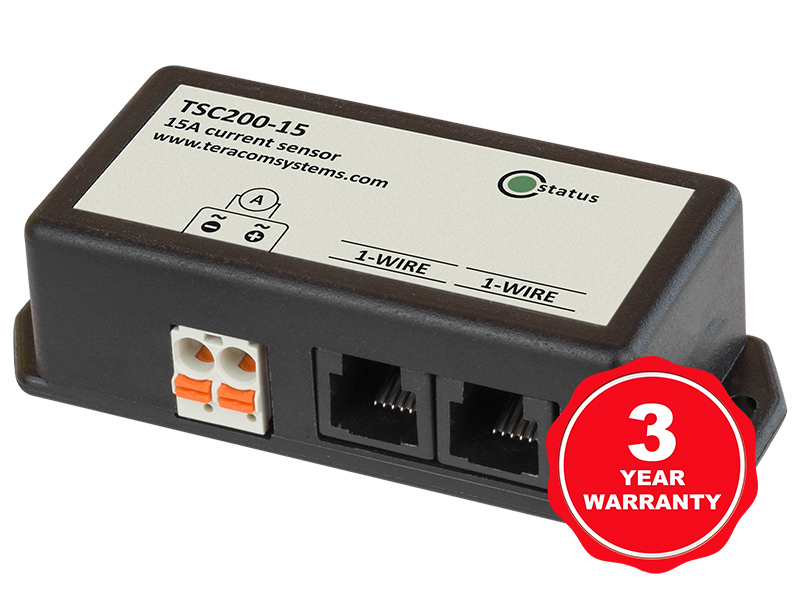 TSC200-15
15A current sensor
www.teracomsystems.com
status
A
~ ~
1-WIRE
1-WIRE
3
YEAR
WARRANTY